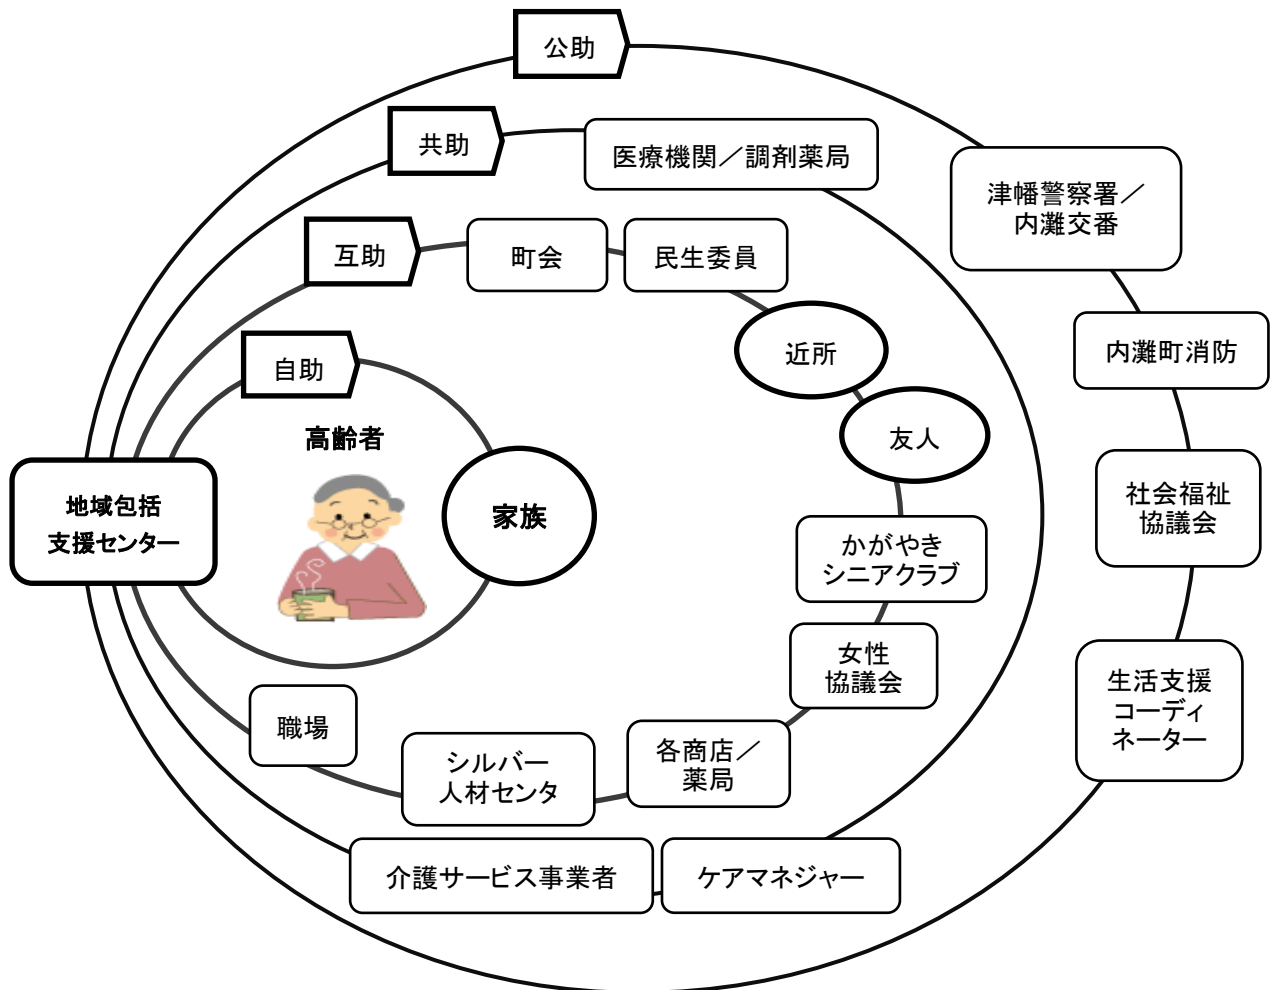 公助
共助
医療機関／調剤薬局
津幡警察署／
内灘交番
互助
町会
民生委員
近所
内灘町消防
自助
高齢者
友人
地域包括
支援センター
家族
社会福祉
協議会
かがやき
シニアクラブ
女性
協議会
生活支援
コーディ
ネーター
職場
シルバー
人材センタ
各商店／
薬局
介護サービス事業者
ケアマネジャー